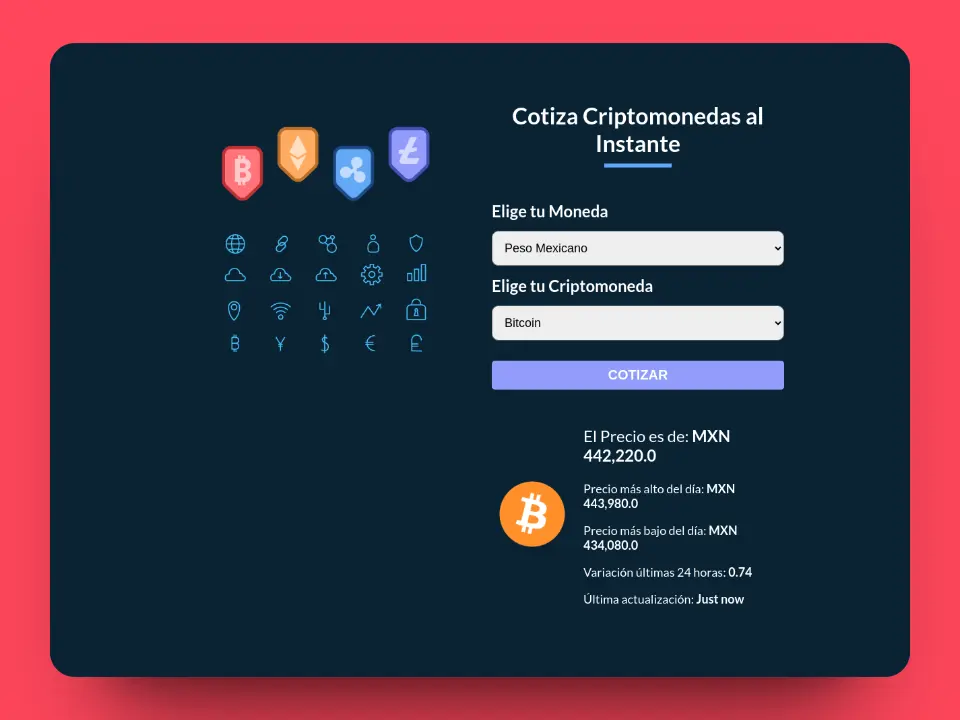 Cotiza Criptomonedas al
Instante
Elige tu Moneda
Peso Mexicano
Elige tu Criptomoneda
Bitcoin
COTIZAR
El Precio es de: MXN
442,220.0
Precio más alto del día: MXN
443,980.0
Precio más bajo del día: MXN
434,080.0
Variación últimas 24 horas: 0.74
Última actualización: Just now